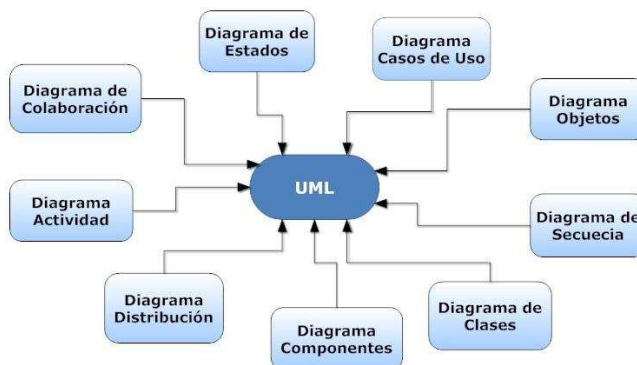 Diagrama de
Estados
Diagrama
Casos de Uso
Diagrama de
Colaboración
Diagrama
Objetos
UML
Diagrama
Actividad
Diagrama de
Secuecia
Diagrama
Distribución
Diagrama de
Clases
Diagrama
Componentes